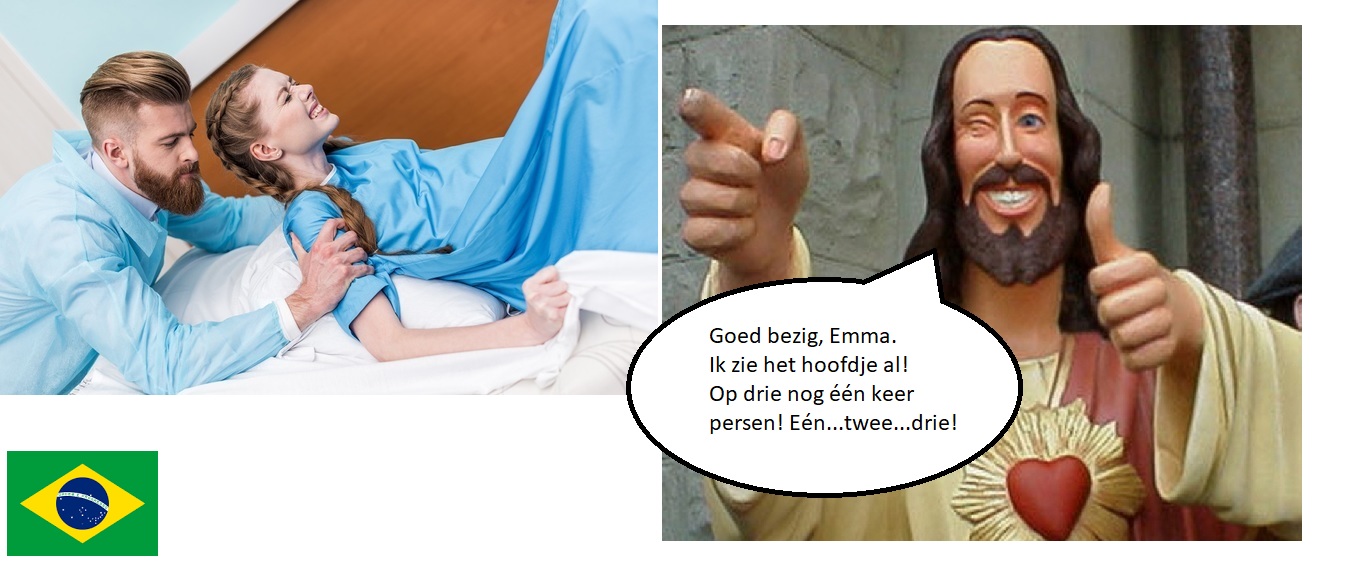 Goed bezig, Emma.
Ik zie het hoofdje al!
Op drie nog één keer
persen! Eén...twee...drie!